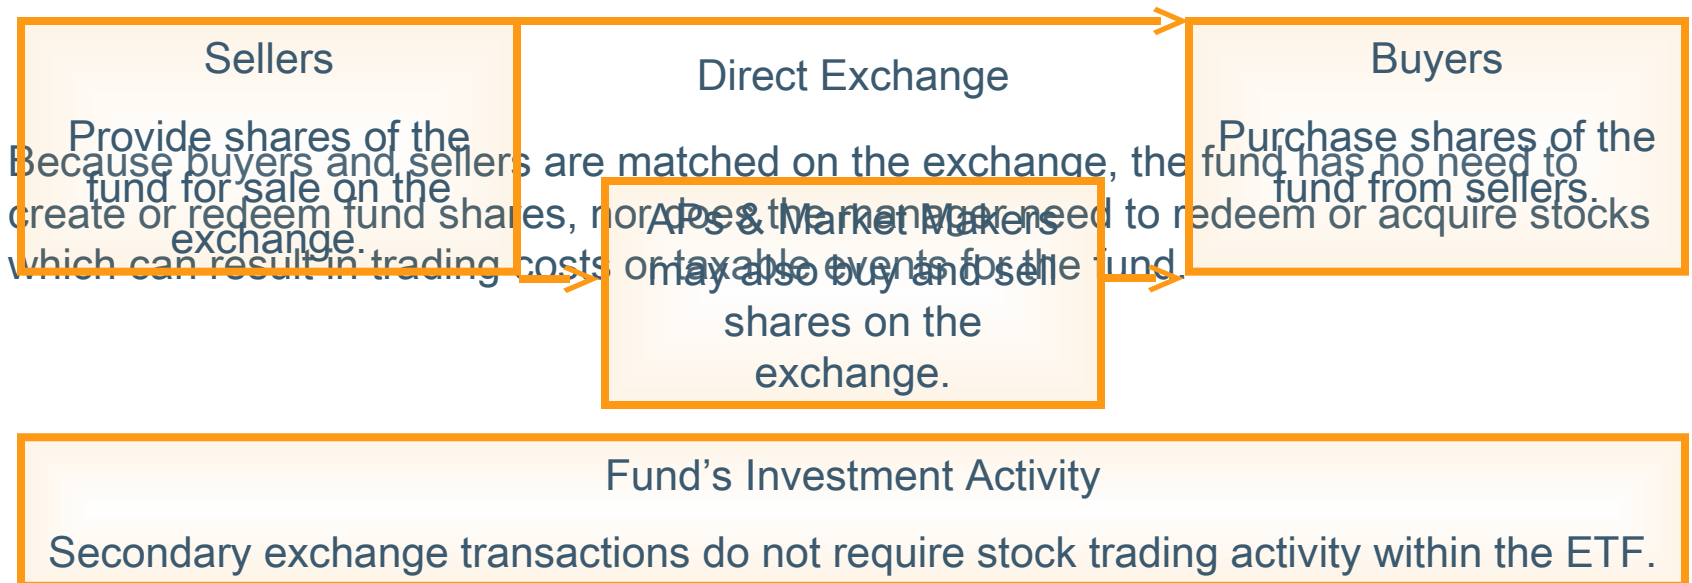 Sellers
Provide shares of the
fund for sale on the
exchange.
Direct Exchange
Buyers
Purchase shares of the
fund from sellers.
Because buyers and sellers are matched on the exchange, the fund has no need to
create or redeem fund shares, nor does the manager need to redeem or acquire stocks
which can result in trading costs or taxable events for the fund.
APs & Market Makers
may also buy and sell
shares on the
exchange.
Fund’s Investment Activity
Secondary exchange transactions do not require stock trading activity within the ETF.